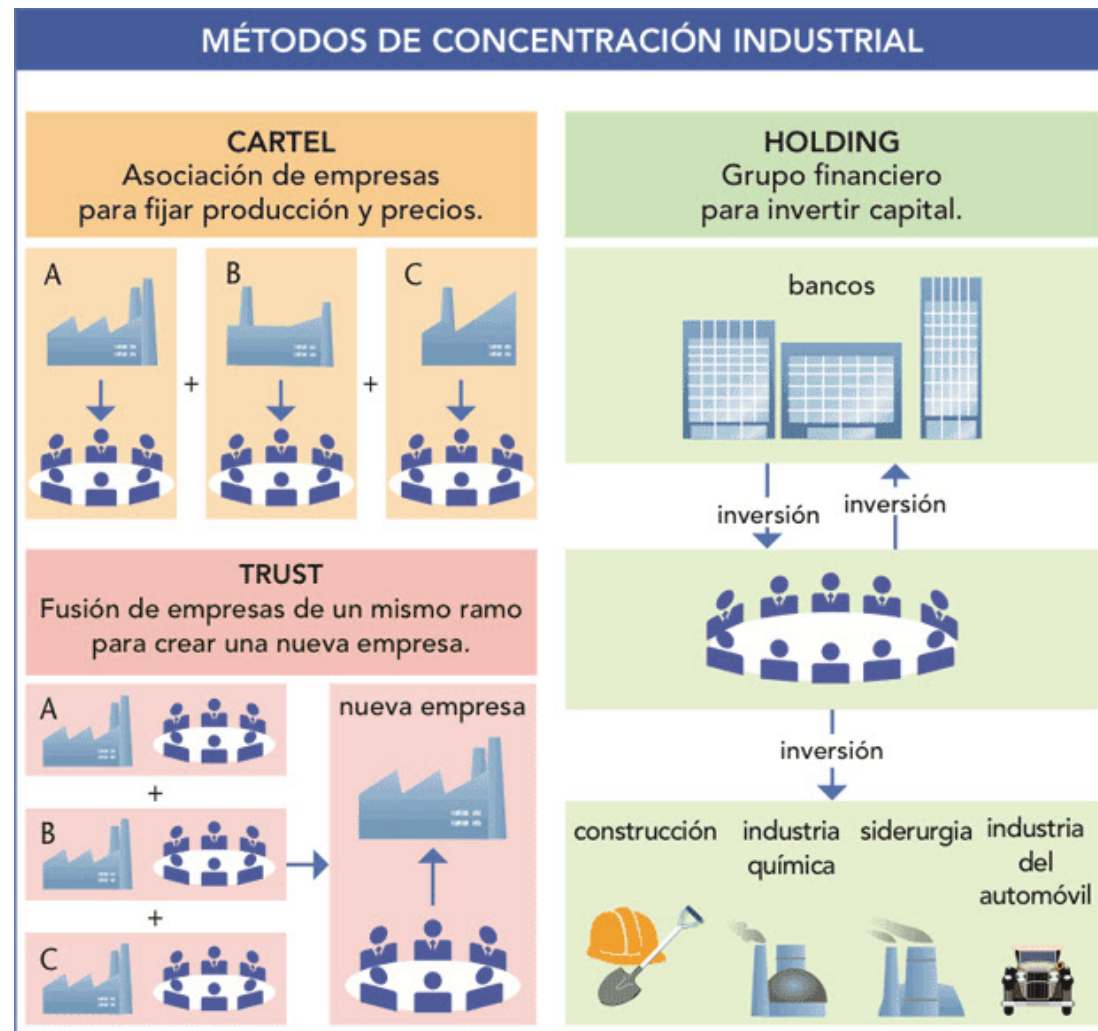 MÉTODOS DE CONCENTRACIÓN INDUSTRIAL
CARTEL
Asociación de empresas
para fijar producción y precios.
A
B
C
+
+
TRUST
Fusión de empresas de un mismo ramo
para crear una nueva empresa.
A
+
B
+
C
nueva empresa
HOLDING
Grupo financiero
para invertir capital.
bancos
inversión
inversión
inversión
construcción
industria
química
siderurgia
industria
del
automóvil